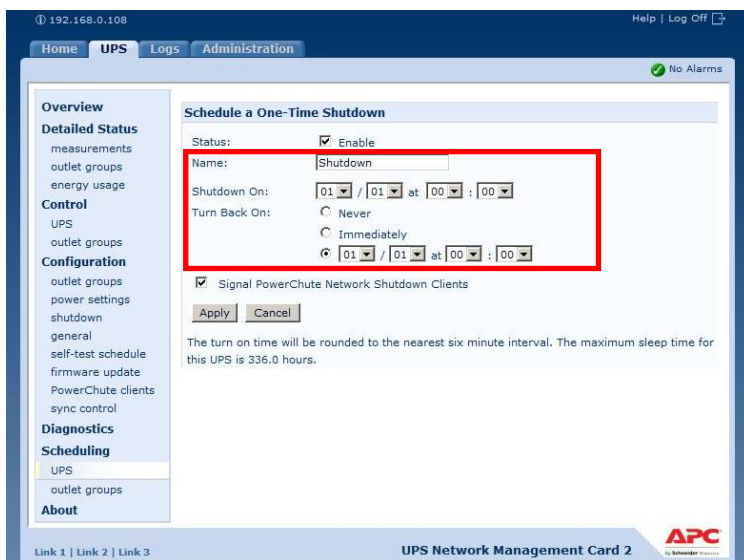 192.168.0.108
Help | Log Off
Home UPS Logs Administration
No Alarms
Overview
Detailed Status
measurements
outlet groups
energy usage
Control
UPS
outlet groups
Configuration
outlet groups
power settings
shutdown
general
self-test schedule
firmware update
PowerChute clients
sync control
Diagnostics
Scheduling
UPS
outlet groups
About
Schedule a One-Time Shutdown
Status: Enable
Name: Shutdown
Shutdown On: 01 / 01 at 00 : 00
Turn Back On: Never
Immediately
01 / 01 at 00 : 00
Signal PowerChute Network Shutdown Clients
Apply Cancel
The turn on time will be rounded to the nearest six minute interval. The maximum sleep time for
this UPS is 336.0 hours.
Link 1 | Link 2 | Link 3
UPS Network Management Card 2
APC
by Schneider Electric